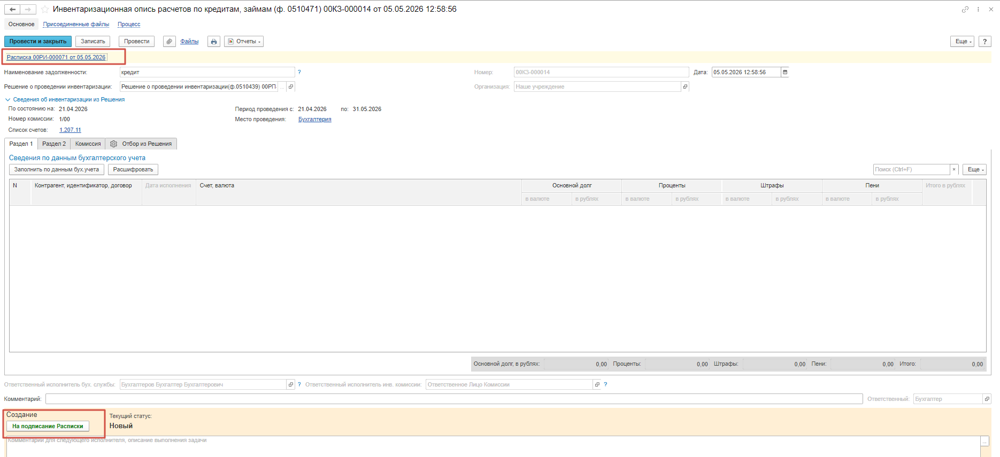 Инвентаризационная опись расчетов по кредитам, займам (ф. 0510471) 00КЗ-000014 от 05.05.2026 12:58:56
Основное Присоединенные файлы Процесс
Провести и закрыть Записать Провести Файлы Отчеты Еще ?
Расписка 00РИ-000071 от 05.05.2026
Наименование задолженности: кредит ? Номер: 00КЗ-000014 Дата: 05.05.2026 12:58:56
Решение о проведении инвентаризации: Решение о проведении инвентаризации(ф.0510439) 00РП- ... Организация: Наше учреждение
Сведения об инвентаризации из Решения
По состоянию на: 21.04.2026 Период проведения с: 21.04.2026 по: 31.05.2026
Номер комиссии: 1/00 Место проведения: Бухгалтерия
Список счетов: 1.207.11
Раздел 1 Раздел 2 Комиссия Отбор из Решения
Сведения по данным бухгалтерского учета
Заполнить по данным бух.учета Расшифровать Поиск (Ctrl+F) × Еще
N Контрагент, идентификатор, договор Дата исполнения Счет, валюта Основной долг Проценты Штрафы Пени Итого в рублях
в валюте в рублях в валюте в рублях в валюте в рублях в валюте в рублях
Основной долг, в рублях: 0,00 Проценты: 0,00 Штрафы: 0,00 Пени: 0,00 Итого: 0,00
Ответственный исполнитель бух. службы: Бухгалтеров Бухгалтер Бухгалтерович ? Ответственный исполнитель инв. комиссии: Ответственное Лицо Комиссии ?
Комментарий: Ответственный: Бухгалтер
Создание Текущий статус:
На подписание Расписки Новый
Комментарий для следующего исполнителя, описание выполнения задачи ...